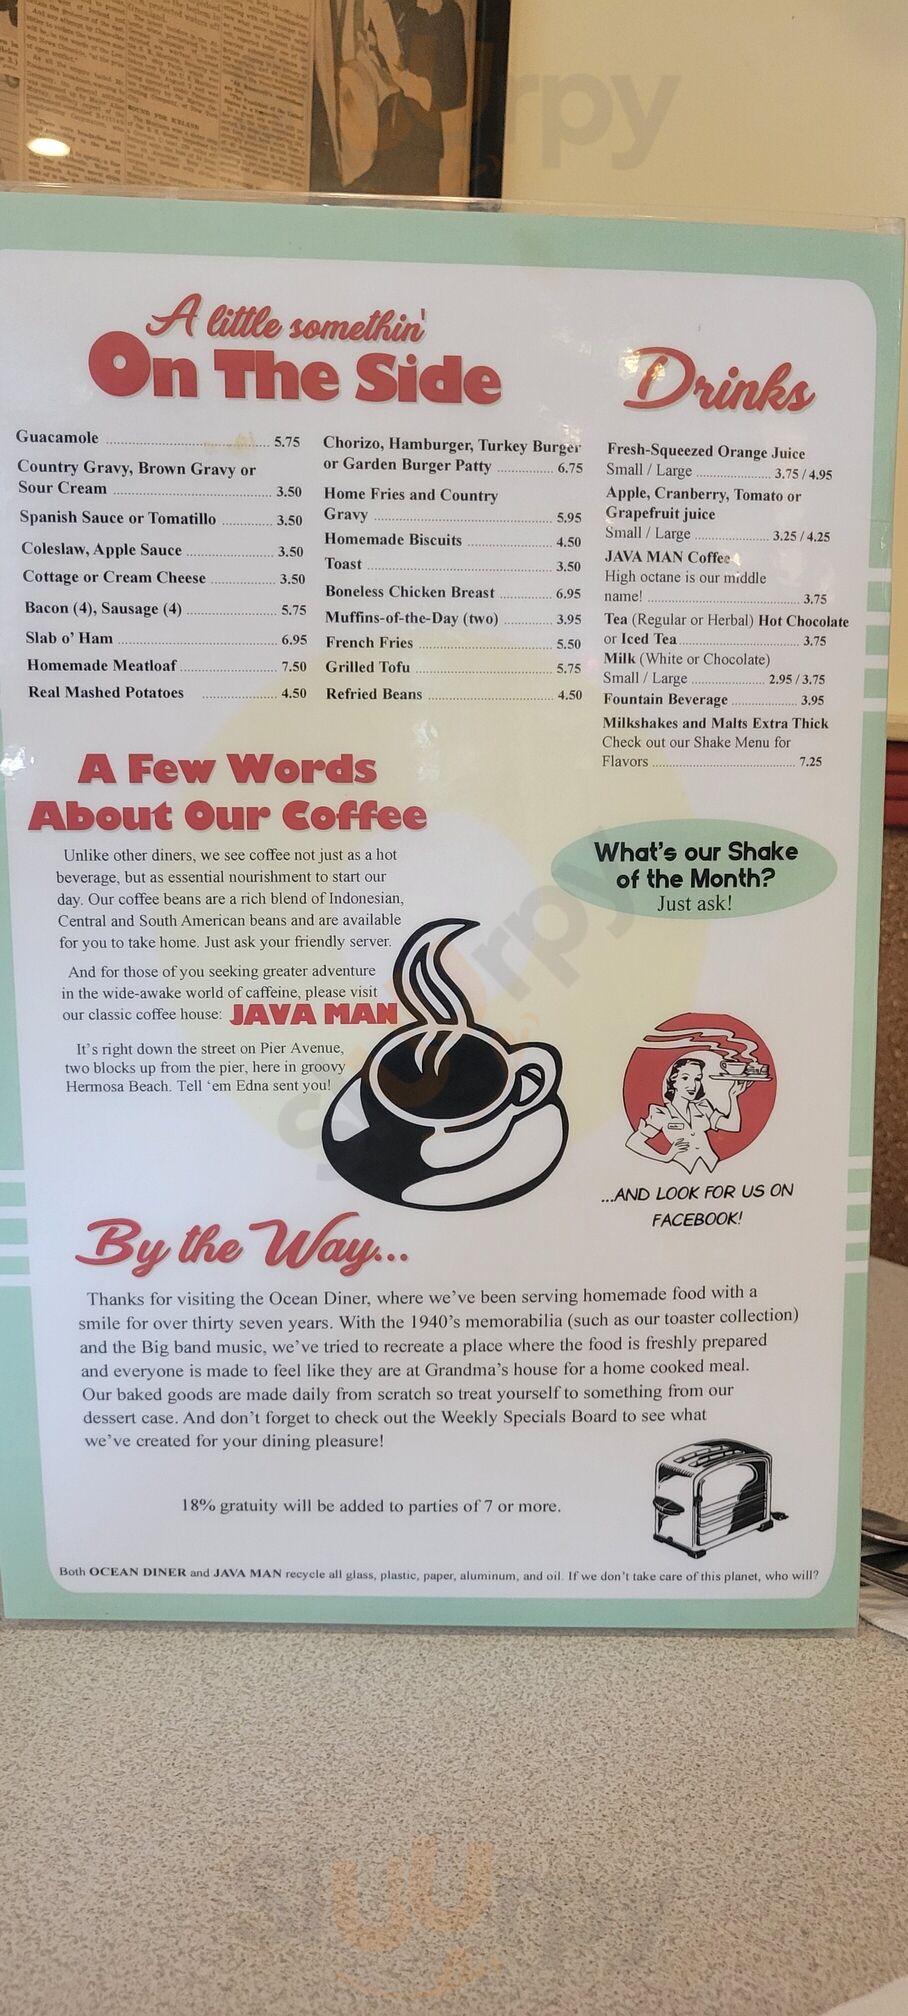 A little somethin'
On The Side
Guacamole ........ 5.75
Country Gravy, Brown Gravy or
Sour Cream ........ 3.50
Spanish Sauce or Tomatillo ........ 3.50
Coleslaw, Apple Sauce ........ 3.50
Cottage or Cream Cheese ........ 3.50
Bacon (4), Sausage (4) ........ 5.75
Slab o' Ham ........ 6.95
Homemade Meatloaf ........ 7.50
Real Mashed Potatoes ........ 4.50
Chorizo, Hamburger, Turkey Burger
or Garden Burger Patty ........ 6.75
Home Fries and Country
Gravy ........ 5.95
Homemade Biscuits ........ 4.50
Toast ........ 3.50
Boneless Chicken Breast ........ 6.95
Muffins-of-the-Day (two) ........ 3.95
French Fries ........ 5.50
Grilled Tofu ........ 5.75
Refried Beans ........ 4.50
Drinks
Fresh-Squeezed Orange Juice
Small / Large ........ 3.75 / 4.95
Apple, Cranberry, Tomato or
Grapefruit juice
Small / Large ........ 3.25 / 4.25
JAVA MAN Coffee
High octane is our middle
name! ........ 3.75
Tea (Regular or Herbal) Hot Chocolate
or Iced Tea ........ 3.75
Milk (White or Chocolate)
Small / Large ........ 2.95 / 3.75
Fountain Beverage ........ 3.95
Milkshakes and Malts Extra Thick
Check out our Shake Menu for
Flavors ........ 7.25
What's our Shake
of the Month?
Just ask!
A Few Words
About Our Coffee
Unlike other diners, we see coffee not just as a hot
beverage, but as essential nourishment to start our
day. Our coffee beans are a rich blend of Indonesian,
Central and South American beans and are available
for you to take home. Just ask your friendly server.
And for those of you seeking greater adventure
in the wide-awake world of caffeine, please visit
our classic coffee house: JAVA MAN
It's right down the street on Pier Avenue,
two blocks up from the pier, here in groovy
Hermosa Beach. Tell 'em Edna sent you!
...AND LOOK FOR US ON
FACEBOOK!
By the Way...
Thanks for visiting the Ocean Diner, where we've been serving homemade food with a
smile for over thirty seven years. With the 1940's memorabilia (such as our toaster collection)
and the Big band music, we've tried to recreate a place where the food is freshly prepared
and everyone is made to feel like they are at Grandma's house for a home cooked meal.
Our baked goods are made daily from scratch so treat yourself to something from our
dessert case. And don't forget to check out the Weekly Specials Board to see what
we've created for your dining pleasure!
18% gratuity will be added to parties of 7 or more.
Both OCEAN DINER and JAVA MAN recycle all glass, plastic, paper, aluminum, and oil. If we don't take care of this planet, who will?